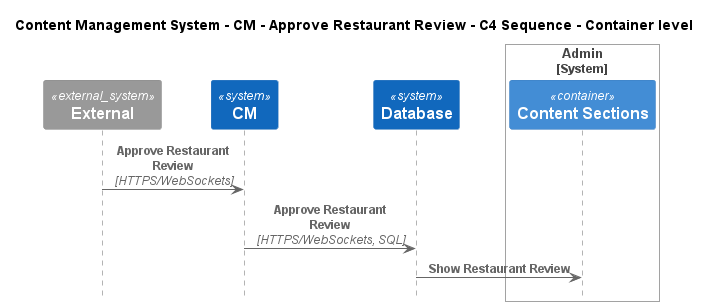 Content Management System - CM - Approve Restaurant Review - C4 Sequence - Container level
Admin
[System]
«external_system»
External
«system»
CM
«system»
Database
«container»
Content Sections
Approve Restaurant
Review
[HTTPS/WebSockets]
Approve Restaurant
Review
[HTTPS/WebSockets, SQL]
Show Restaurant Review